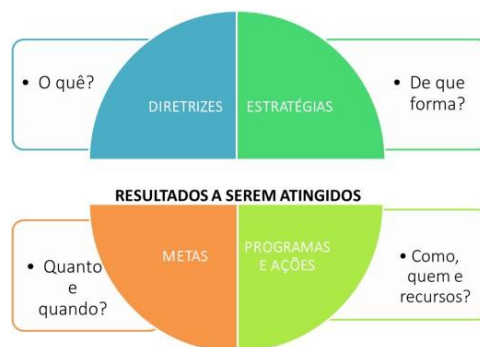 • O quê?
DIRETRIZES
ESTRATÉGIAS
• De que
forma?
RESULTADOS A SEREM ATINGIDOS
• Quanto
e
quando?
METAS
PROGRAMAS
E AÇÕES
• Como,
quem e
recursos?